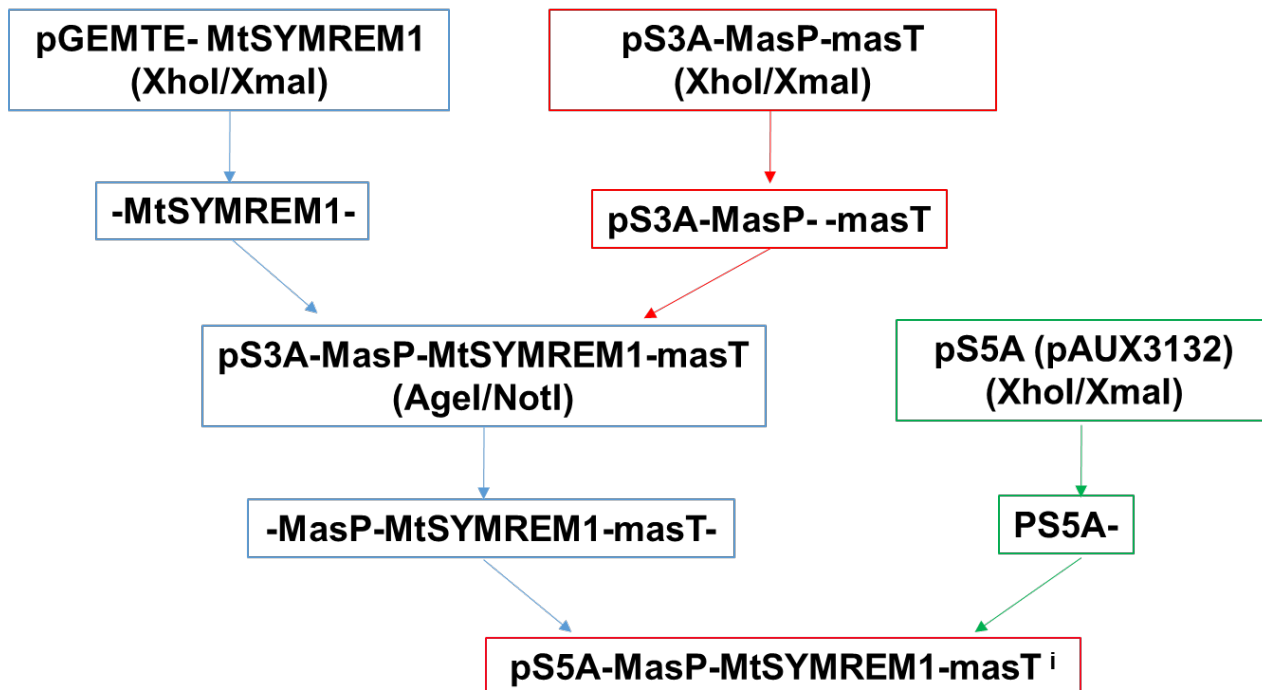 pGEMTE- MtSYMREM1
(XhoI/XmaI)
pS3A-MasP-masT
(XhoI/XmaI)
-MtSYMREM1-
pS3A-MasP- -masT
pS3A-MasP-MtSYMREM1-masT
(AgeI/NotI)
pS5A (pAUX3132)
(XhoI/XmaI)
-MasP-MtSYMREM1-masT-
PS5A-
pS5A-MasP-MtSYMREM1-masT i